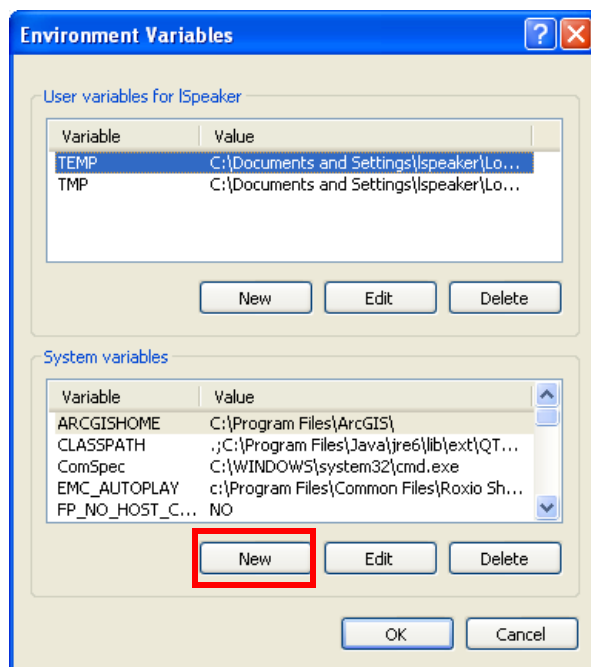 Environment Variables
User variables for lSpeaker
Variable Value
TEMP C:\Documents and Settings\lspeaker\Lo...
TMP C:\Documents and Settings\lspeaker\Lo...
New Edit Delete
System variables
Variable Value
ARCGISHOME C:\Program Files\ArcGIS\
CLASSPATH .;C:\Program Files\Java\jre6\lib\ext\QT...
ComSpec C:\WINDOWS\system32\cmd.exe
EMC_AUTOPLAY c:\Program Files\Common Files\Roxio Sh...
FP_NO_HOST_C... NO
New Edit Delete
OK Cancel